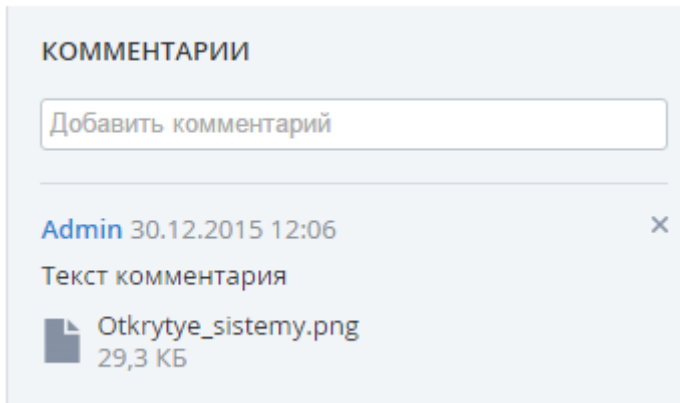 КОММЕНТАРИИ
Добавить комментарий
Admin 30.12.2015 12:06
Текст комментария
Otkrytye_sistemy.png
29,3 КБ